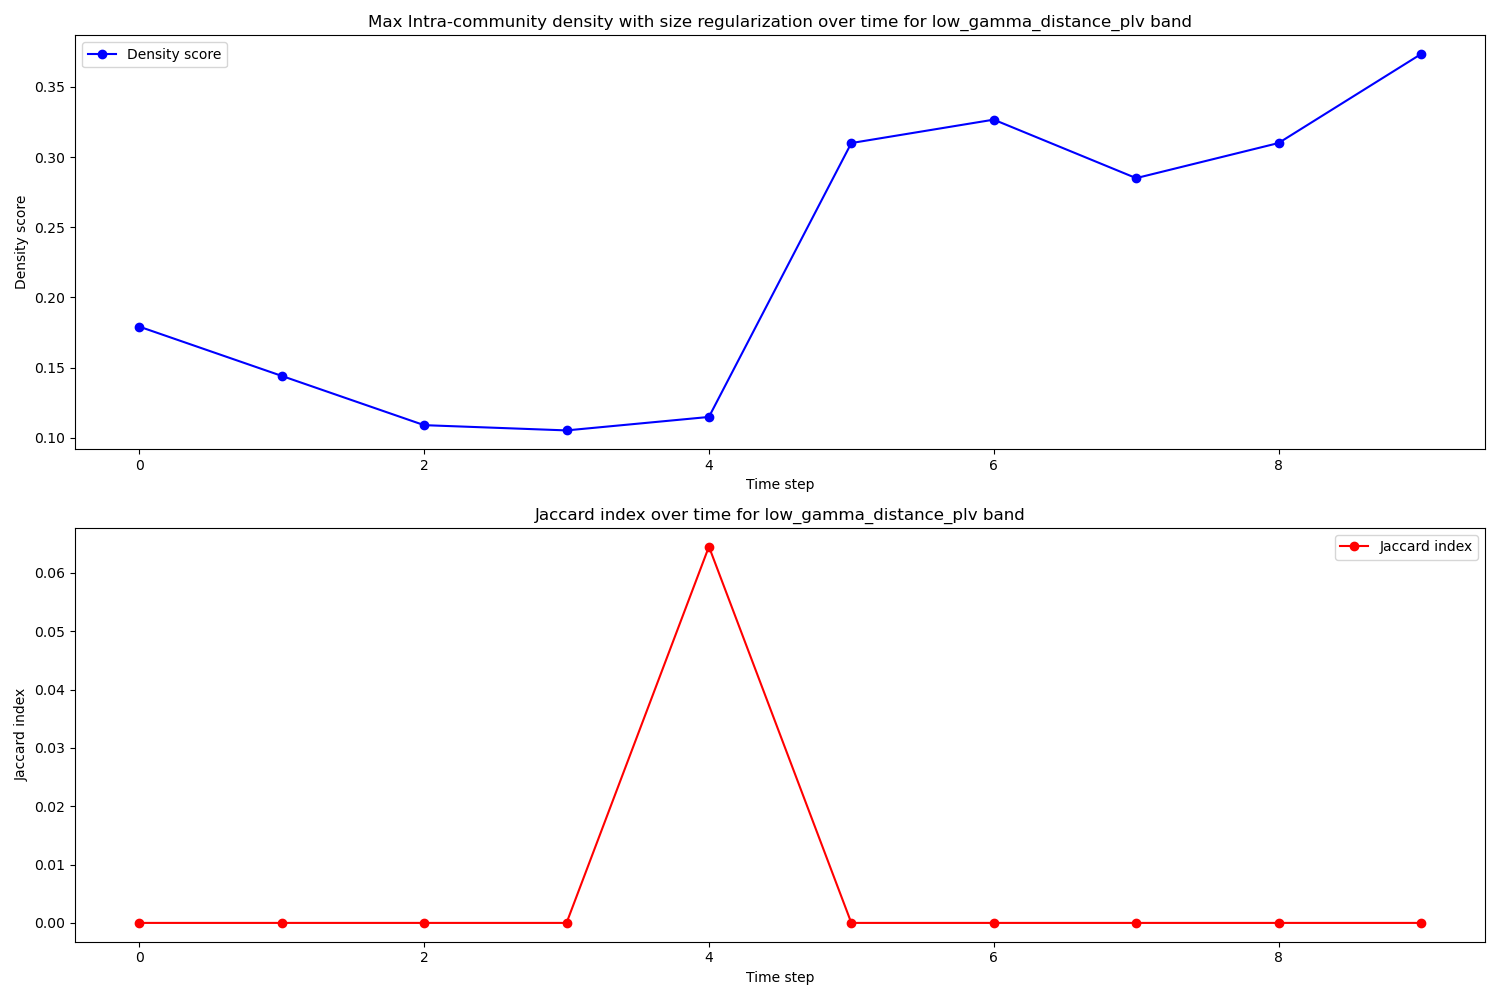 Max Intra-community density with size regularization over time for low_gamma_distance_plv band
Density score
0.35
0.30
0.25
0.20
0.15
0.10
Density score
0
2
4
6
8
Time step
Jaccard index over time for low_gamma_distance_plv band
Jaccard index
0.06
0.05
0.04
0.03
0.02
0.01
0.00
Jaccard index
0
2
4
6
8
Time step